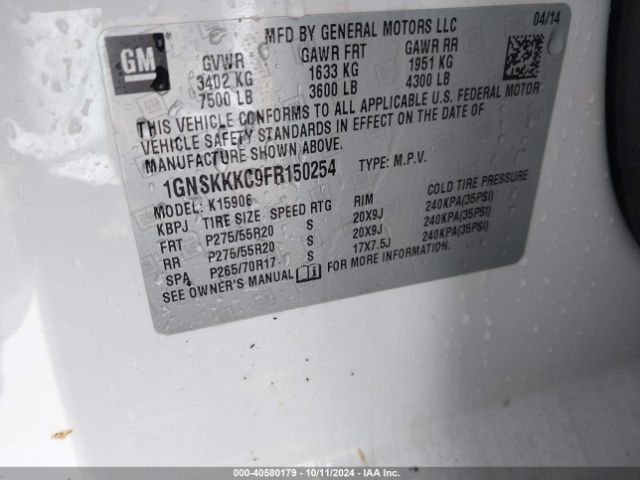 GM
MFD BY GENERAL MOTORS LLC 04/14
GVWR GAWR FRT GAWR RR
3402 KG 1633 KG 1951 KG
7500 LB 3600 LB 4300 LB
THIS VEHICLE CONFORMS TO ALL APPLICABLE U.S. FEDERAL MOTOR
VEHICLE SAFETY STANDARDS IN EFFECT ON THE DATE OF
MANUFACTURE SHOWN ABOVE.
1GNSKKKC9FR150254 TYPE: M.P.V.
MODEL: K15906
KBPJ TIRE SIZE SPEED RTG RIM COLD TIRE PRESSURE
FRT P275/55R20 S 20X9J 240KPA(35PSI)
RR P275/55R20 S 20X9J 240KPA(35PSI)
SPA P265/70R17 S 17X7.5J 240KPA(35PSI)
SEE OWNER'S MANUAL FOR MORE INFORMATION.
000-40580179 - 10/11/2024 - IAAI.com